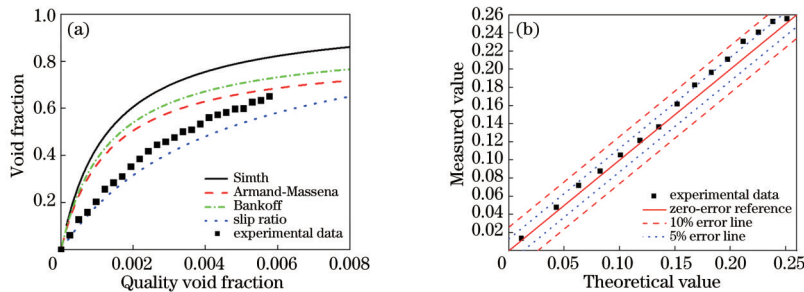 (a)
1.0
0.8
0.6
0.4
0.2
0.002
0.004
0.006
0.008
Void fraction
Quality void fraction
Simth
Armand-Massena
Bankoff
slip ratio
experimental data
(b)
0.26
0.24
0.22
0.20
0.18
0.16
0.14
0.12
0.10
0.08
0.06
0.04
0.02
0
0.05
0.10
0.15
0.20
0.25
Measured value
Theoretical value
experimental data
zero-error reference
10% error line
5% error line